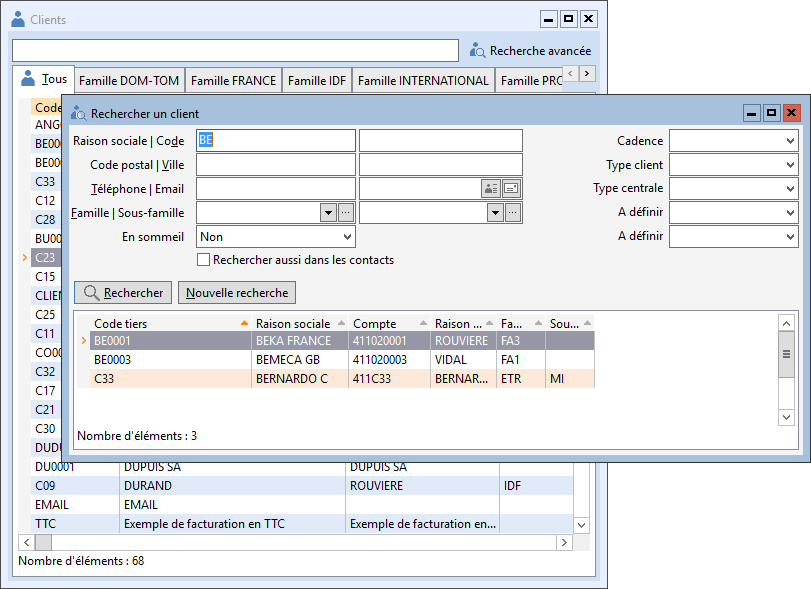 Clients
Recherche avancée
Tous Famille DOM-TOM Famille FRANCE Famille IDF Famille INTERNATIONAL Famille PRO
Code
BE00
BE00
C33
C12
C28
BU00
C23
C15
CLIEN
C25
C11
CO00
C32
C17
C21
C30
DUDU
Rechercher un client
Raison sociale | Code BE
Cadence
Code postal | Ville
Type client
Téléphone | Email
Type centrale
Famille | Sous-famille
A définir
En sommeil Non
A définir
Rechercher aussi dans les contacts
Rechercher Nouvelle recherche
Code tiers Raison sociale Compte Raison ... Fa... Sou...
BE0001 BEKA FRANCE 411020001 ROUVIERE FA3
BE0003 BEMECA GB 411020003 VIDAL FA1
C33 BERNARDO C 411C33 BERNAR... ETR MI
Nombre d'éléments : 3
DU0001 DUPUIS SA DUPUIS SA
C09 DURAND ROUVIERE IDF
EMAIL EMAIL
TTC Exemple de facturation en TTC Exemple de facturation en...
Nombre d'éléments : 68